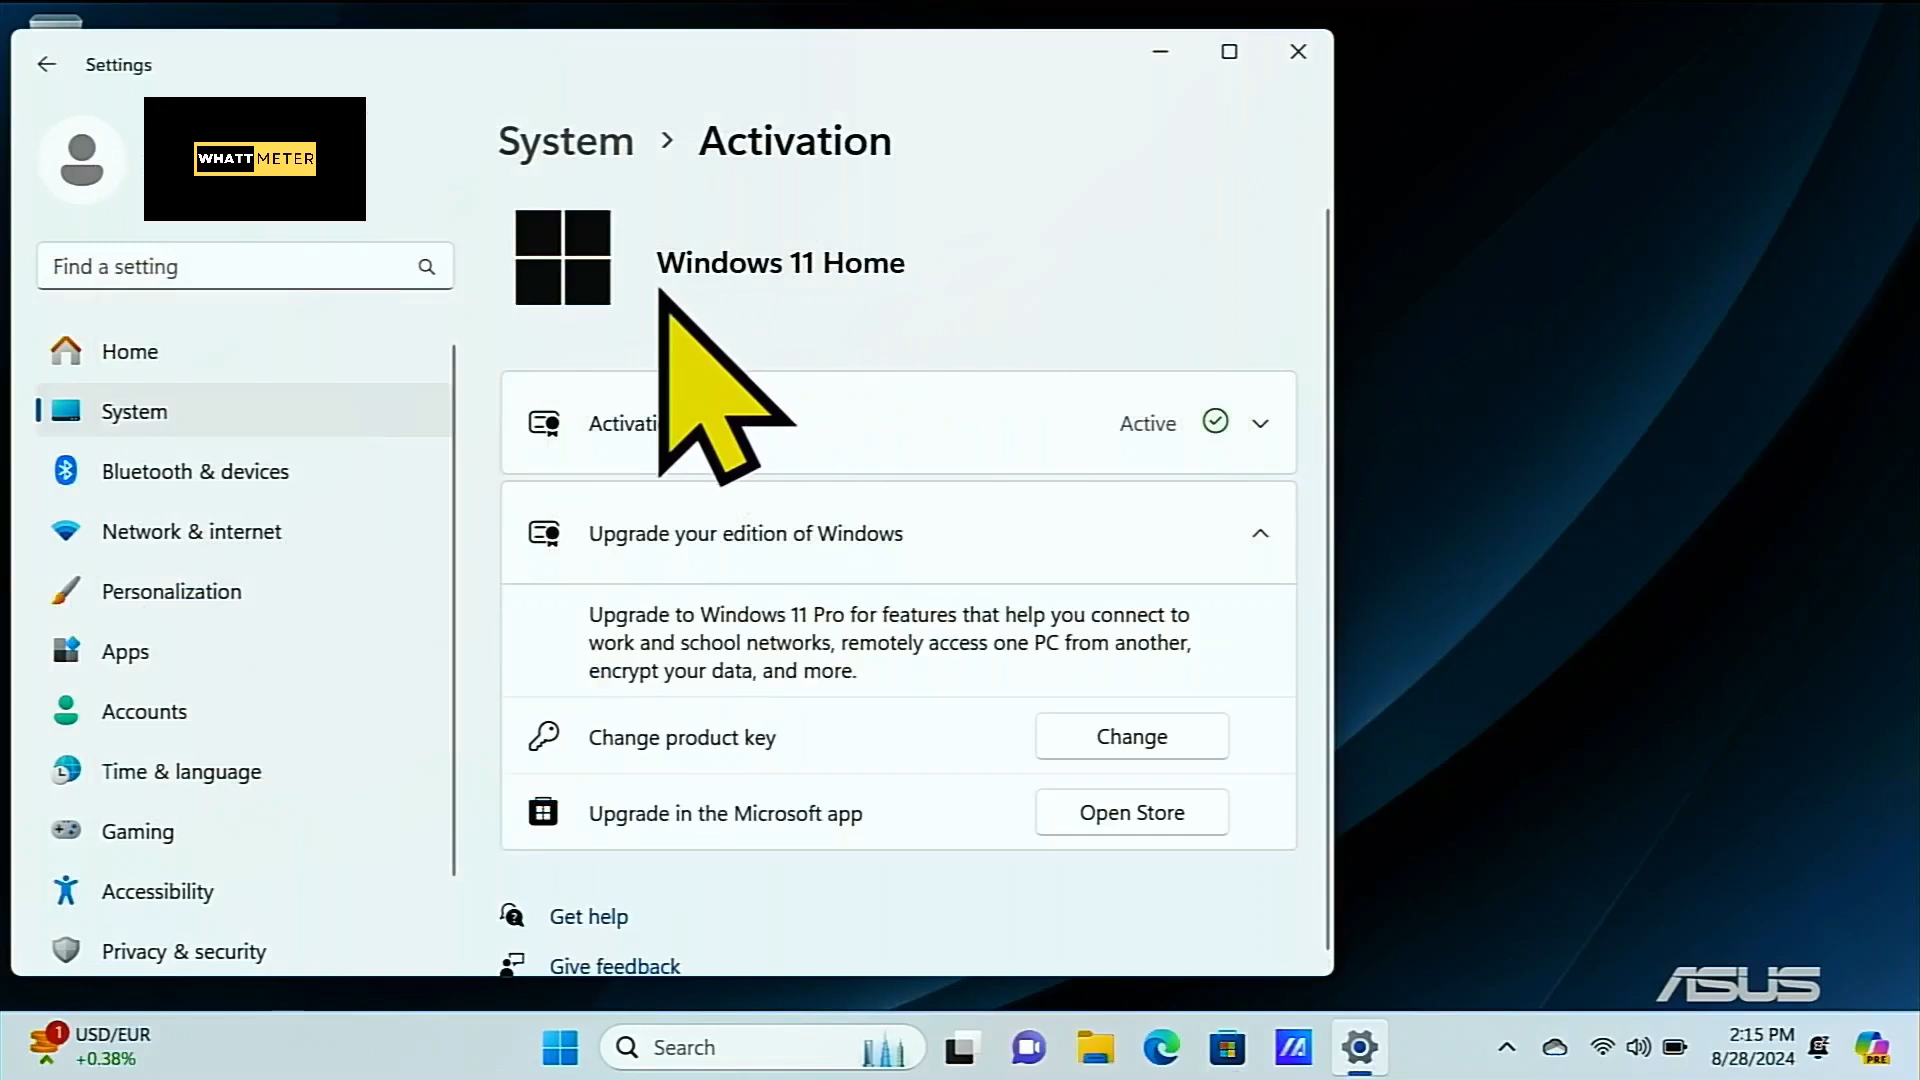 Settings
WHATTMETER
Find a setting
Home
System
Bluetooth & devices
Network & internet
Personalization
Apps
Accounts
Time & language
Gaming
Accessibility
Privacy & security
System > Activation
Windows 11 Home
Active
Upgrade your edition of Windows
Upgrade to Windows 11 Pro for features that help you connect to
work and school networks, remotely access one PC from another,
encrypt your data, and more.
Change product key
Change
Upgrade in the Microsoft app
Open Store
Get help
Give feedback
ASUS
1
USD/EUR
+0.38%
Search
2:15 PM
8/28/2024
PRE